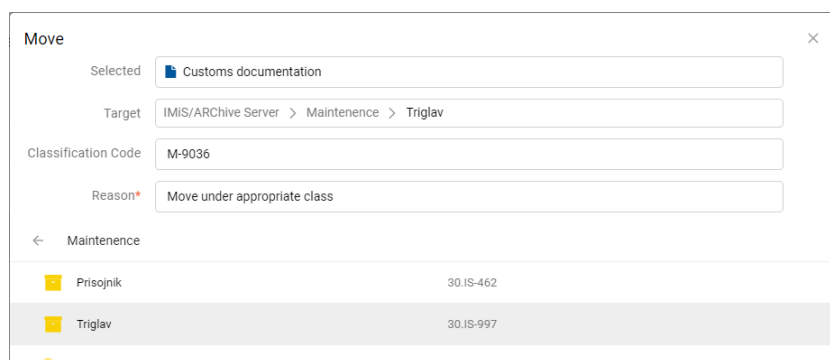 Move
Selected Customs documentation
Target IMiS/ARChive Server > Maintenence > Triglav
Classification Code M-9036
Reason* Move under appropriate class
Maintenence
Prisojnik 30.IS-462
Triglav 30.IS-997